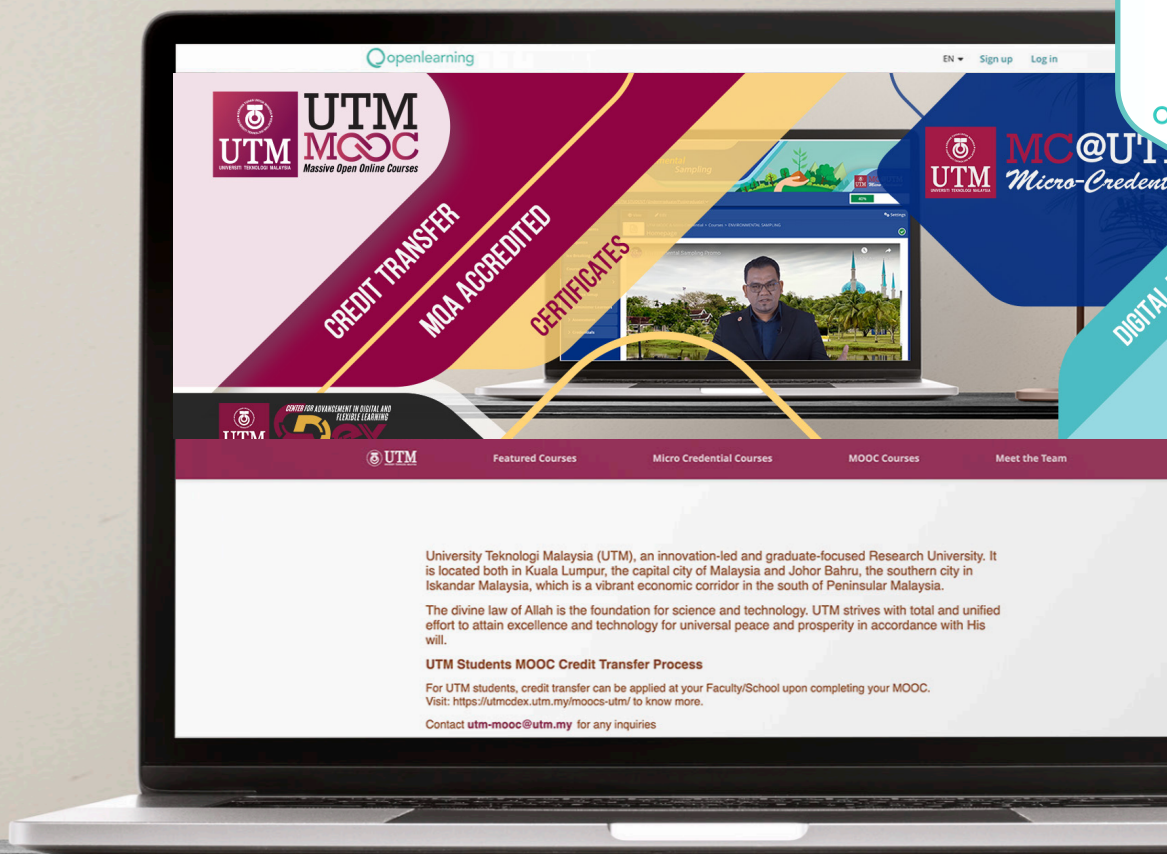 openlearning
EN
Sign up
Log in
UTM
UNIVERSITI TEKNOLOGI MALAYSIA
UTM
MOOC
Massive Open Online Courses
CREDIT TRANSFER
MQA ACCREDITED
CERTIFICATES
Sampling
Courses • ENVIRONMENTAL SAMPLING
Settings
UTM
MC@UT
Micro-Credent
DIGITAL
UTM
CENTER FOR ADVANCEMENT IN DIGITAL AND
FLEXIBLE LEARNING
UTM
Featured Courses
Micro Credential Courses
MOOC Courses
Meet the Team
University Teknologi Malaysia (UTM), an innovation-led and graduate-focused Research University. It
is located both in Kuala Lumpur, the capital city of Malaysia and Johor Bahru, the southern city in
Iskandar Malaysia, which is a vibrant economic corridor in the south of Peninsular Malaysia.
The divine law of Allah is the foundation for science and technology. UTM strives with total and unified
effort to attain excellence and technology for universal peace and prosperity in accordance with His
will.
UTM Students MOOC Credit Transfer Process
For UTM students, credit transfer can be applied at your Faculty/School upon completing your MOOC.
Visit: https://utmcdex.utm.my/moocs-utm/ to know more.
Contact utm-mooc@utm.my for any inquiries